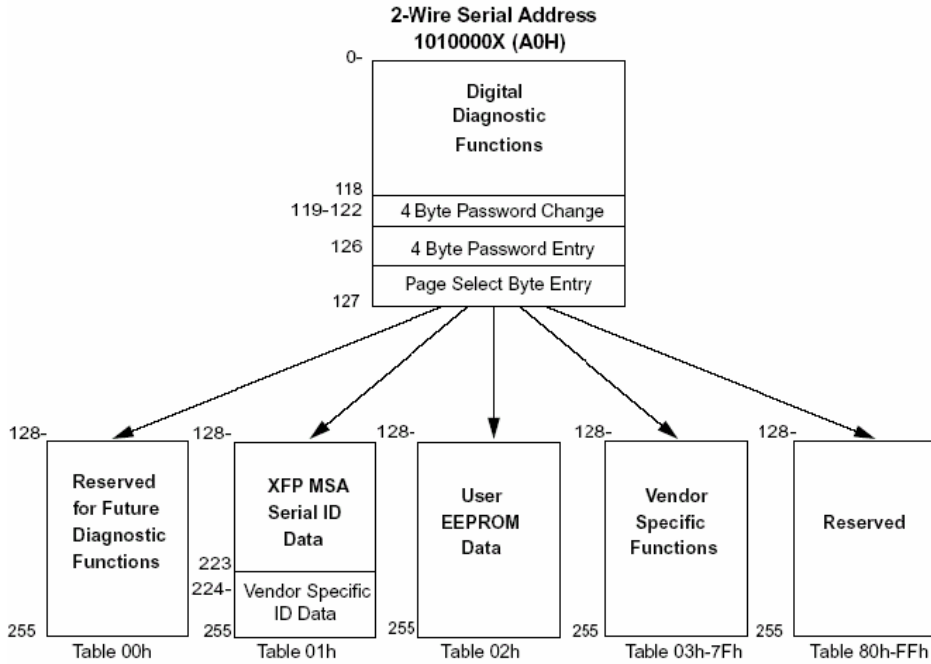 2-Wire Serial Address
1010000X (A0H)
0-
Digital
Diagnostic
Functions
118
119-122
4 Byte Password Change
126
4 Byte Password Entry
Page Select Byte Entry
127
128-
Reserved
for Future
Diagnostic
Functions
255
Table 00h
128-
XFP MSA
Serial ID
Data
223
224-
Vendor Specific
ID Data
255
Table 01h
128-
User
EEPROM
Data
255
Table 02h
128-
Vendor
Specific
Functions
255
Table 03h-7Fh
128-
Reserved
255
Table 80h-FFh